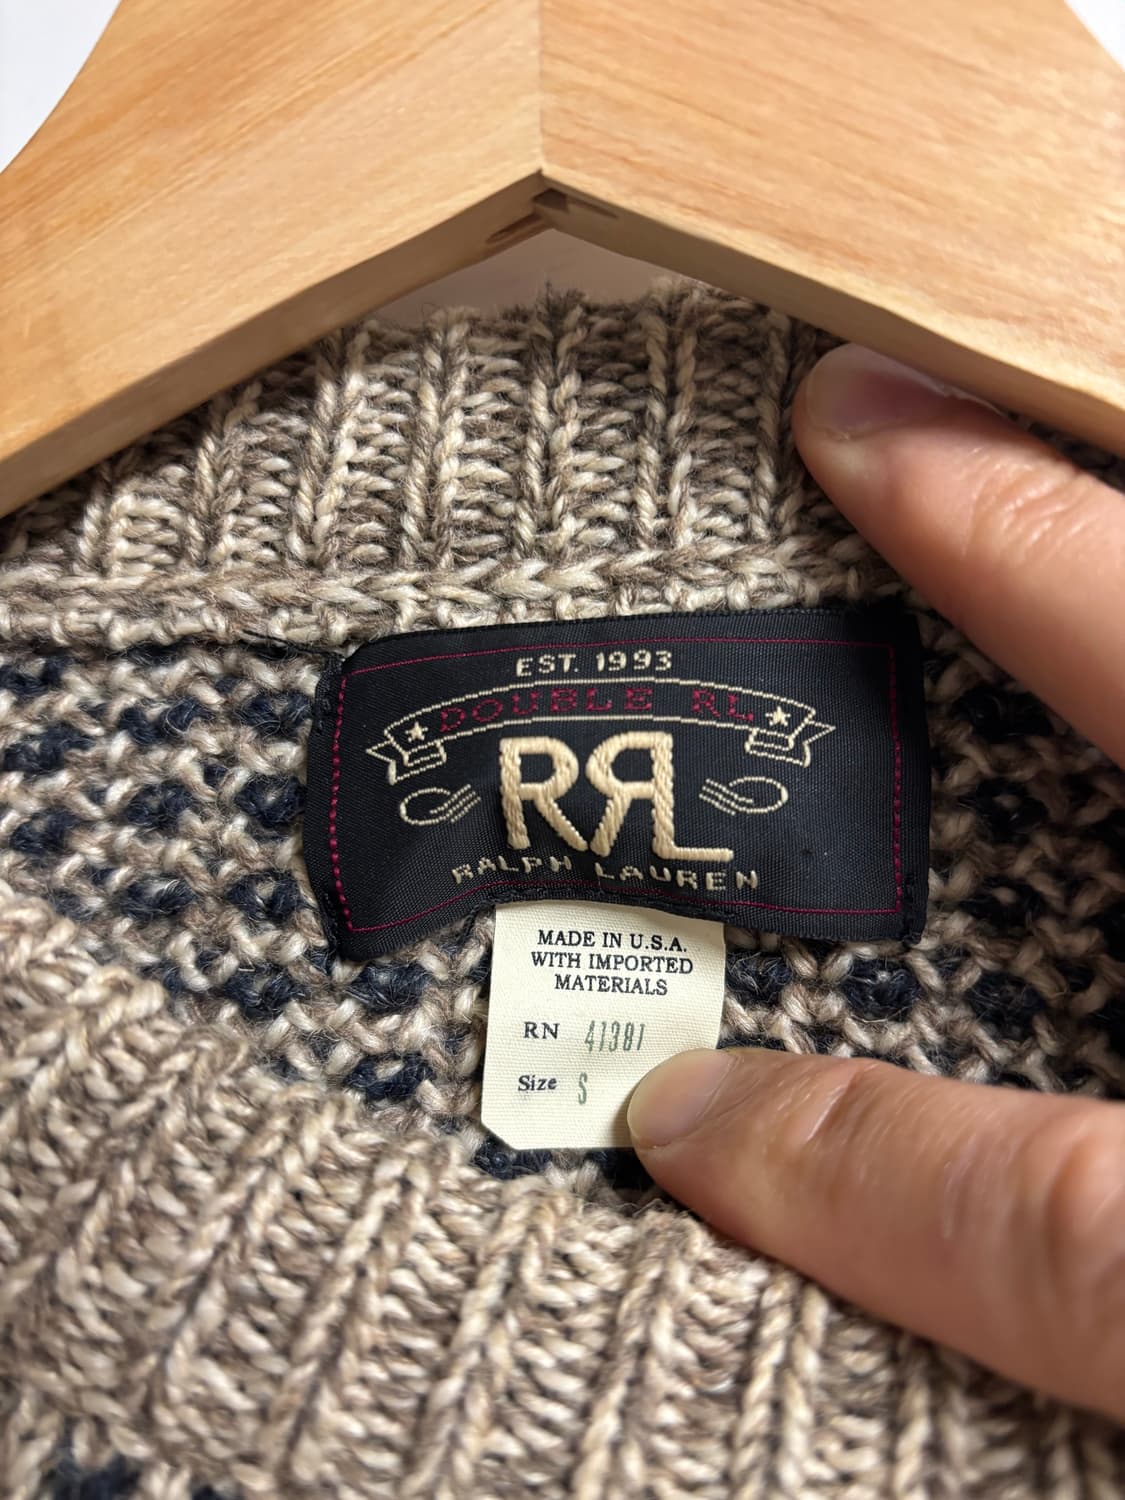 EST. 1993
DOUBLE RL
RRL
RALPH LAUREN
MADE IN U.S.A.
WITH IMPORTED
MATERIALS
RN 41381
Size S